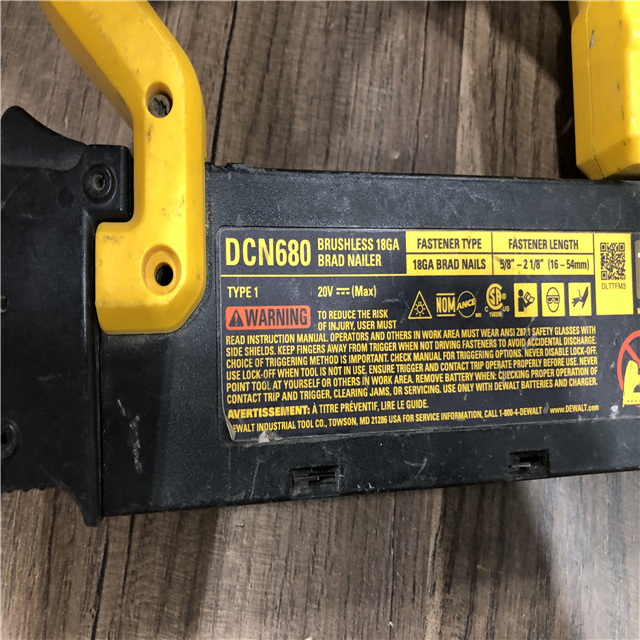 DCN680 BRUSHLESS 18GA
BRAD NAILER
FASTENER TYPE
FASTENER LENGTH
18GA BRAD NAILS
5/8" – 2 1/8" (16 – 54mm)
DLTTFM3
TYPE 1
20V (Max)
NOM ANCE
WARNING
TO REDUCE THE RISK
OF INJURY, USER MUST
READ INSTRUCTION MANUAL. OPERATORS AND OTHERS IN WORK AREA MUST WEAR ANSI Z87.1 SAFETY GLASSES WITH
SIDE SHIELDS. KEEP FINGERS AWAY FROM TRIGGER WHEN NOT DRIVING FASTENERS TO AVOID ACCIDENTAL DISCHARGE.
CHOICE OF TRIGGERING METHOD IS IMPORTANT. CHECK MANUAL FOR TRIGGERING OPTIONS. NEVER DISABLE LOCK-OFF.
USE LOCK-OFF WHEN TOOL IS NOT IN USE. ENSURE TRIGGER AND CONTACT TRIP OPERATE PROPERLY BEFORE USE. NEVER
POINT TOOL AT YOURSELF OR OTHERS IN WORK AREA. REMOVE BATTERY WHEN CHECKING PROPER OPERATION OF
CONTACT TRIP AND TRIGGER, CLEARING JAMS, OR SERVICING. USE ONLY WITH DEWALT BATTERIES AND CHARGER.
AVERTISSEMENT: À TITRE PRÉVENTIF, LIRE LE GUIDE.
DEWALT INDUSTRIAL TOOL CO., TOWSON, MD 21286 USA FOR SERVICE INFORMATION, CALL 1-800-4-DEWALT www.DEWALT.com